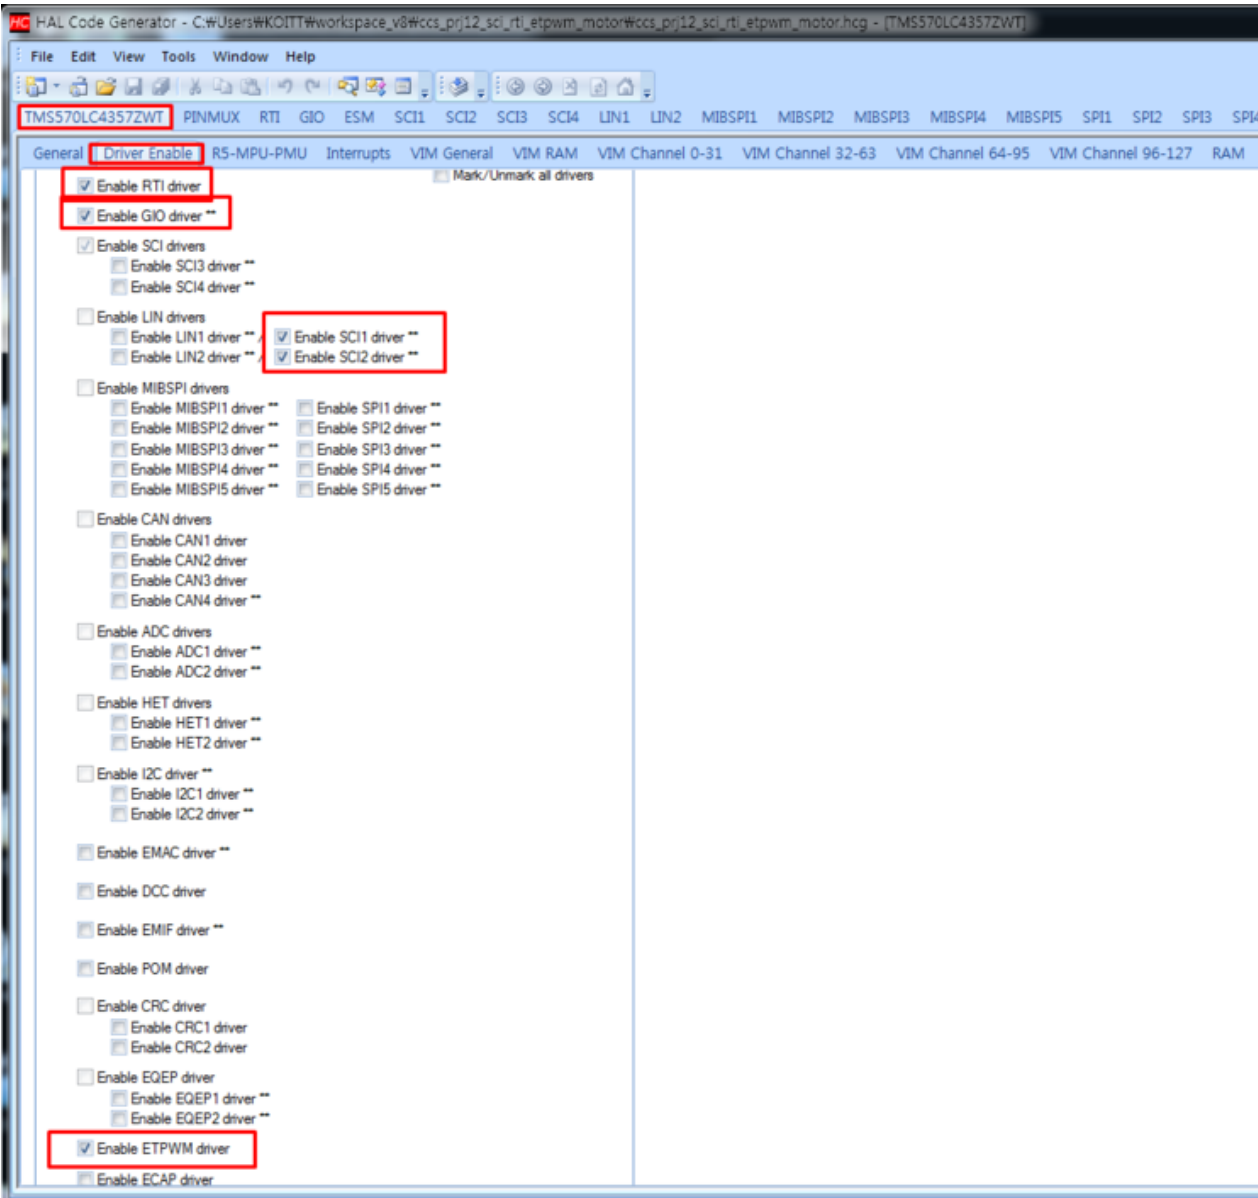 HC HAL Code Generator - C:₩Users₩KOITT₩workspace_v8₩ccs_prj12_sci_rti_etpwm_motor₩ccs_prj12_sci_rti_etpwm_motor.hcg - [TMS570LC4357ZWT]
File Edit View Tools Window Help
TMS570LC4357ZWT PINMUX RTI GIO ESM SCI1 SCI2 SCI3 SCI4 LIN1 LIN2 MIBSPI1 MIBSPI2 MIBSPI3 MIBSPI4 MIBSPI5 SPI1 SPI2 SPI3 SPI4
General Driver Enable R5-MPU-PMU Interrupts VIM General VIM RAM VIM Channel 0-31 VIM Channel 32-63 VIM Channel 64-95 VIM Channel 96-127 RAM
Mark/Unmark all drivers
Enable RTI driver
Enable GIO driver **
Enable SCI drivers
Enable SCI3 driver **
Enable SCI4 driver **
Enable LIN drivers
Enable LIN1 driver ** / Enable SCI1 driver **
Enable LIN2 driver ** / Enable SCI2 driver **
Enable MIBSPI drivers
Enable MIBSPI1 driver ** Enable SPI1 driver **
Enable MIBSPI2 driver ** Enable SPI2 driver **
Enable MIBSPI3 driver ** Enable SPI3 driver **
Enable MIBSPI4 driver ** Enable SPI4 driver **
Enable MIBSPI5 driver ** Enable SPI5 driver **
Enable CAN drivers
Enable CAN1 driver
Enable CAN2 driver
Enable CAN3 driver
Enable CAN4 driver **
Enable ADC drivers
Enable ADC1 driver **
Enable ADC2 driver **
Enable HET drivers
Enable HET1 driver **
Enable HET2 driver **
Enable I2C driver **
Enable I2C1 driver **
Enable I2C2 driver **
Enable EMAC driver **
Enable DCC driver
Enable EMIF driver **
Enable POM driver
Enable CRC driver
Enable CRC1 driver
Enable CRC2 driver
Enable EQEP driver
Enable EQEP1 driver **
Enable EQEP2 driver **
Enable ETPWM driver
Enable ECAP driver